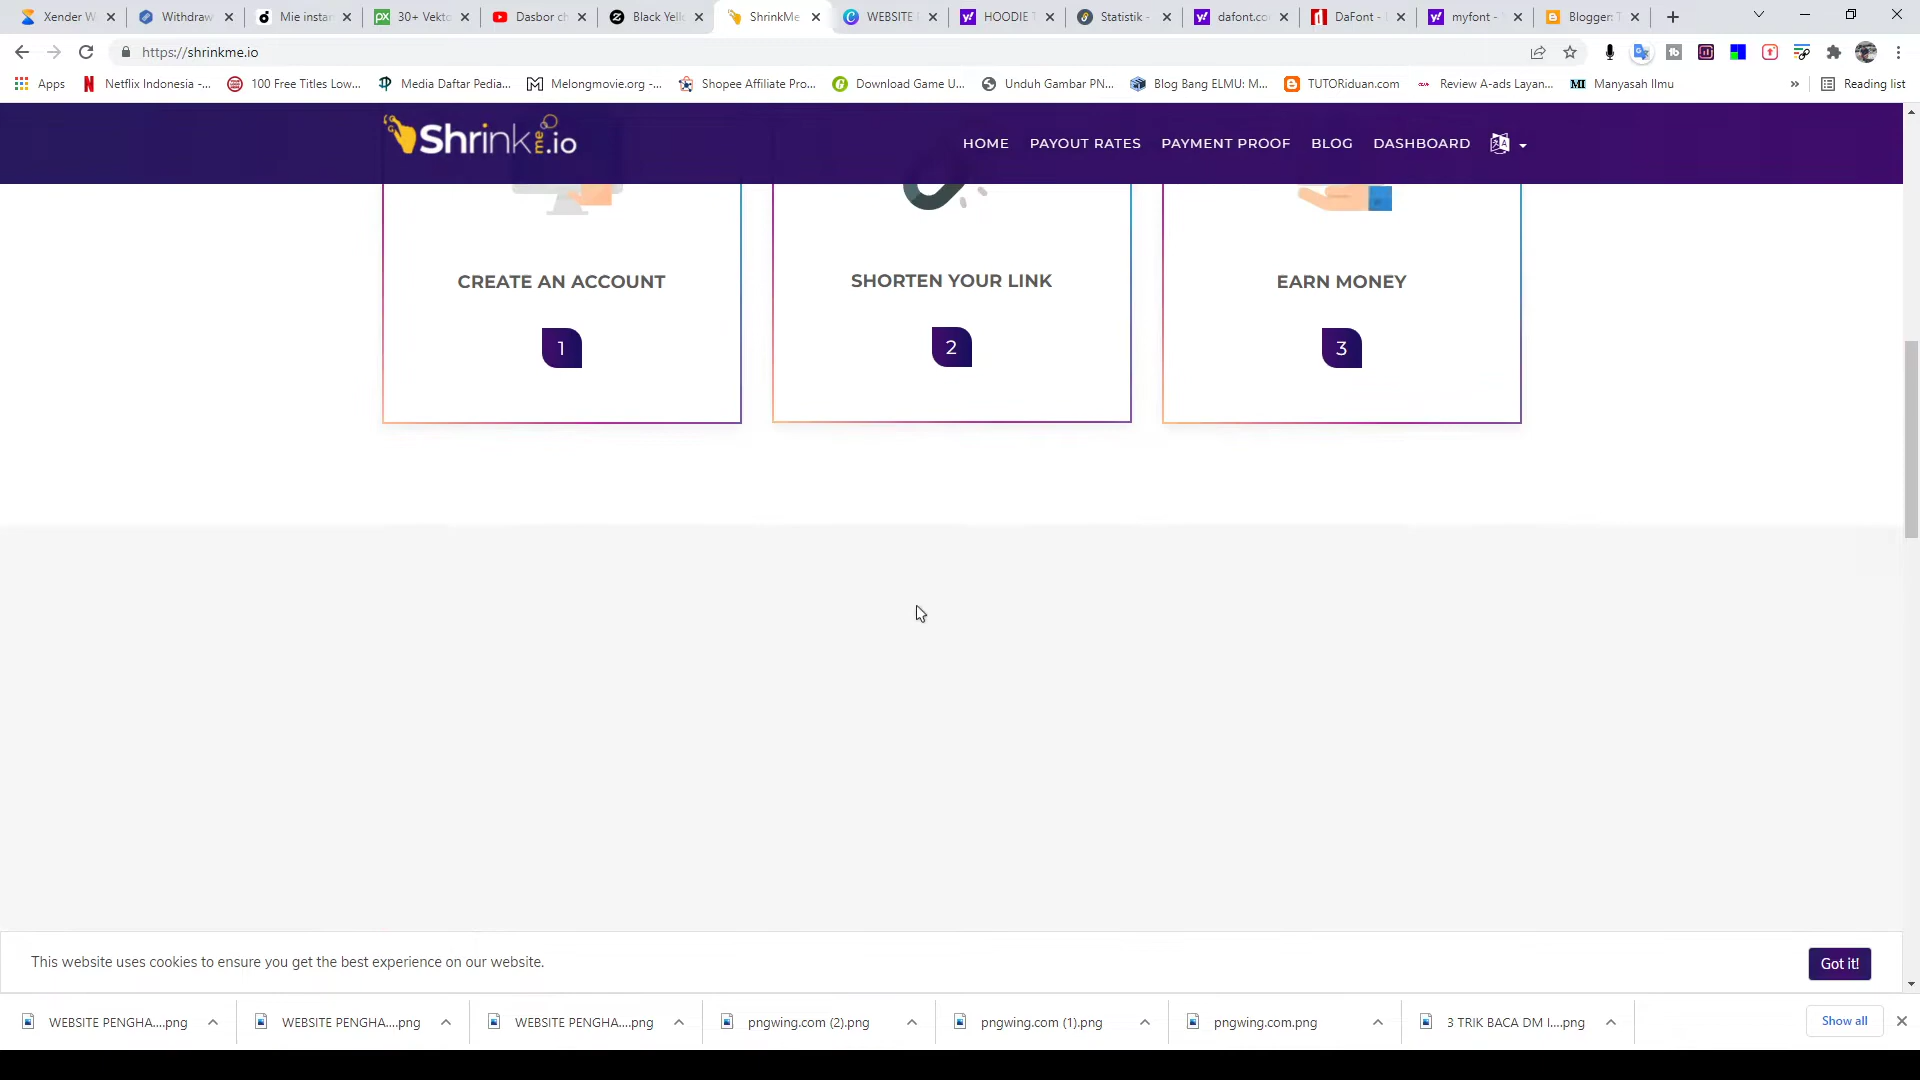 Xender W
Withdraw
Mie insta
30+ Vekto
Dasbor ch
Black Yell
ShrinkMe
WEBSITE
HOODIE T
Statistik -
dafont.co
DaFont -
myfont -
Blogger: T
https://shrinkme.io
Apps
Netflix Indonesia -...
100 Free Titles Low...
Media Daftar Pedia...
Melongmovie.org -...
Shopee Affiliate Pro...
Download Game U...
Unduh Gambar PN...
Blog Bang ELMU: M...
TUTORiduan.com
Review A-ads Layan...
Manyasah Ilmu
»
Reading list
Shrinkme.io
HOME
PAYOUT RATES
PAYMENT PROOF
BLOG
DASHBOARD
CREATE AN ACCOUNT
1
SHORTEN YOUR LINK
2
EARN MONEY
3
This website uses cookies to ensure you get the best experience on our website.
Got it!
WEBSITE PENGHA....png
WEBSITE PENGHA....png
WEBSITE PENGHA....png
pngwing.com (2).png
pngwing.com (1).png
pngwing.com.png
3 TRIK BACA DM I....png
Show all